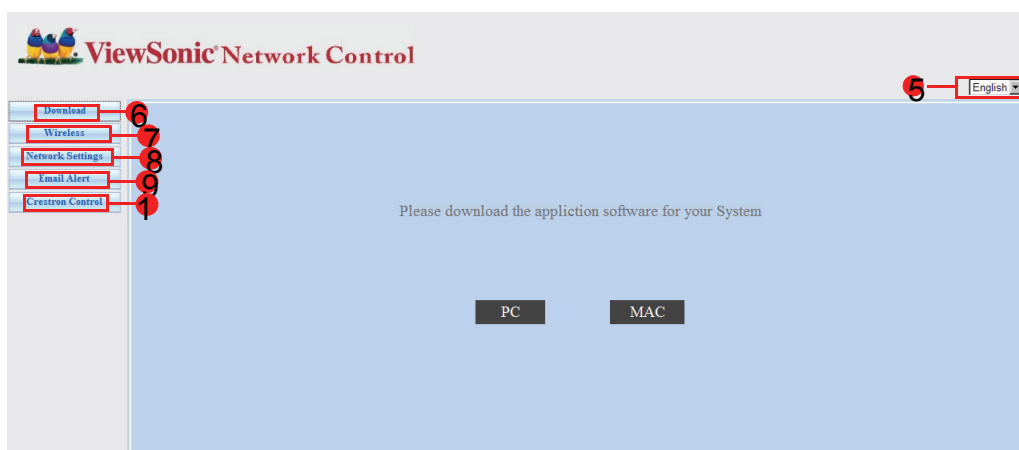 ViewSonic® Network Control
5
English
Download
6
Wireless
7
Network Settings
8
Email Alert
9
Crestron Control
1
Please download the appliction software for your System
PC
MAC